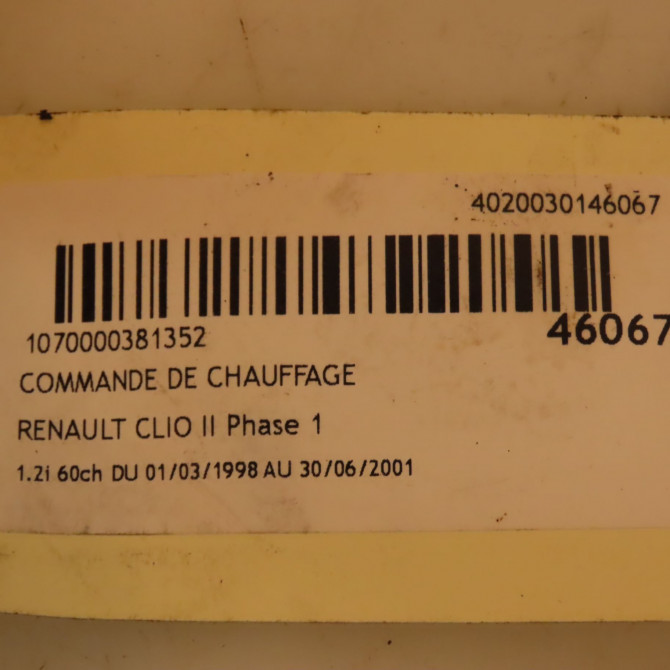 4020030146067
1070000381352
46067
COMMANDE DE CHAUFFAGE
RENAULT CLIO II Phase 1
1.2i 60ch DU 01/03/1998 AU 30/06/2001